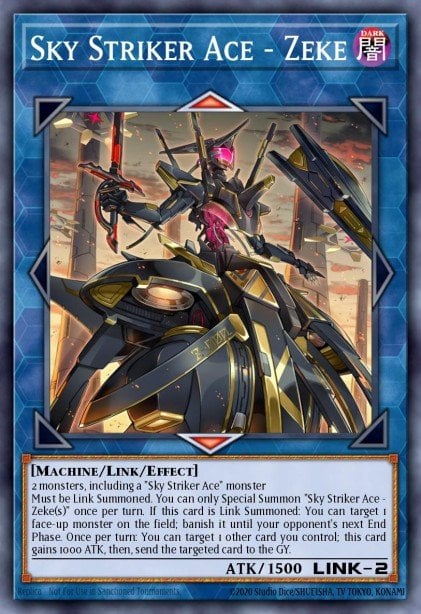 Sky Striker Ace - Zeke
DARK
闇
[Machine/Link/Effect]
2 monsters, including a "Sky Striker Ace" monster
Must be Link Summoned. You can only Special Summon "Sky Striker Ace -
Zeke(s)" once per turn. If this card is Link Summoned: You can target 1
face-up monster on the field; banish it until your opponent's next End
Phase. Once per turn: You can target 1 other card you control; this card
gains 1000 ATK, then, send the targeted card to the GY.
ATK/1500 LINK-2
Replica - Not For Use in Sanctioned Tornaments ©2020 Studio Dice/SHUEISHA, TV TOKYO, KONAMI